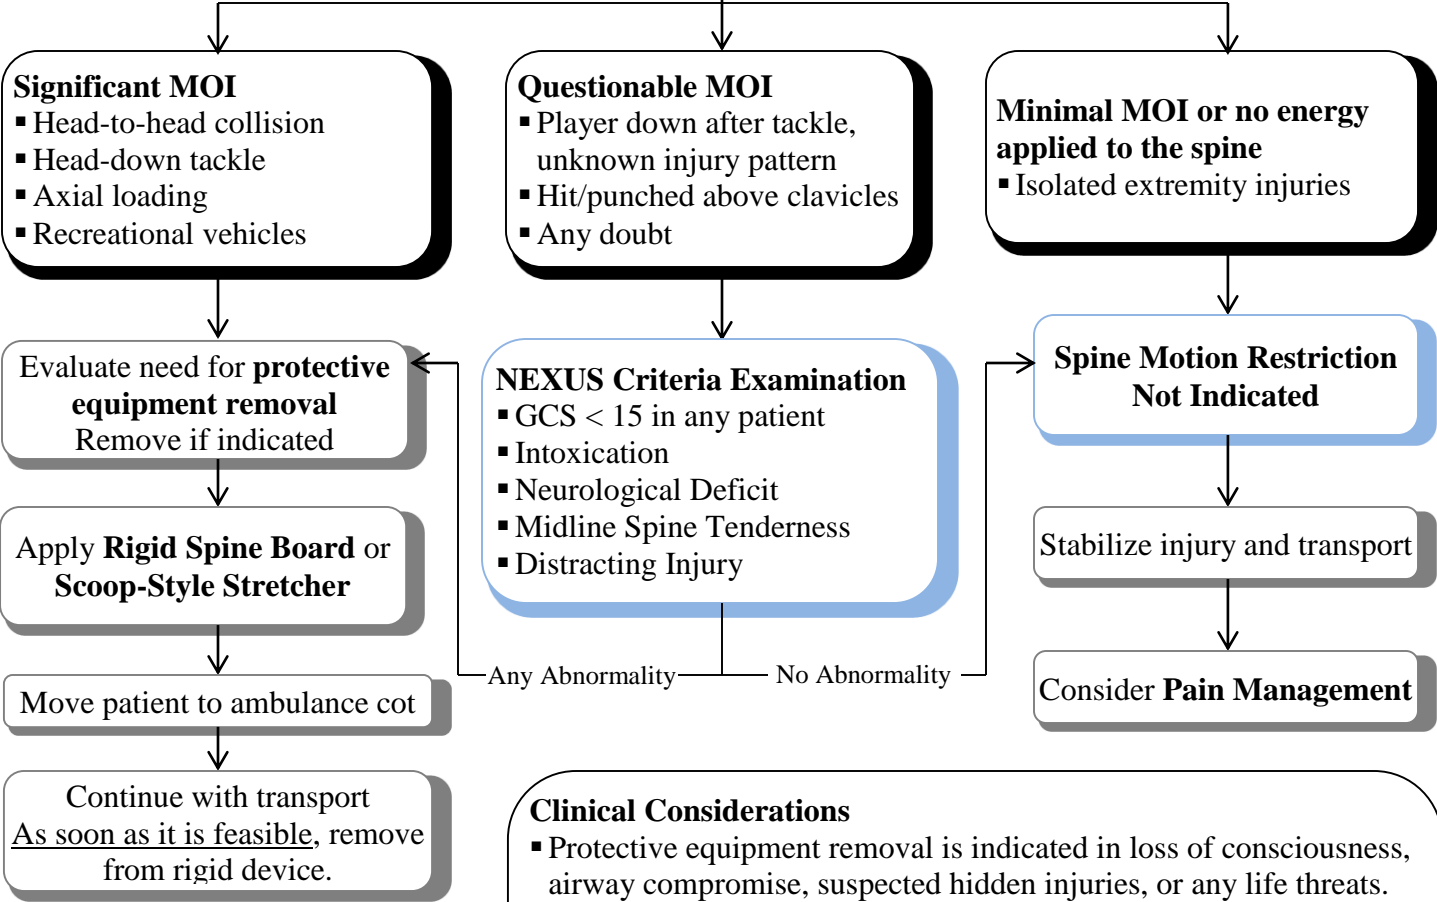 Significant MOI
▪ Head-to-head collision
▪ Head-down tackle
▪ Axial loading
▪ Recreational vehicles
Questionable MOI
▪ Player down after tackle,
unknown injury pattern
▪ Hit/punched above clavicles
▪ Any doubt
Minimal MOI or no energy
applied to the spine
▪ Isolated extremity injuries
Evaluate need for protective
equipment removal
Remove if indicated
NEXUS Criteria Examination
▪ GCS < 15 in any patient
▪ Intoxication
▪ Neurological Deficit
▪ Midline Spine Tenderness
▪ Distracting Injury
Spine Motion Restriction
Not Indicated
Apply Rigid Spine Board or
Scoop-Style Stretcher
Stabilize injury and transport
Any Abnormality
No Abnormality
Move patient to ambulance cot
Consider Pain Management
Continue with transport
As soon as it is feasible, remove
from rigid device.
Clinical Considerations
▪ Protective equipment removal is indicated in loss of consciousness,
airway compromise, suspected hidden injuries, or any life threats.